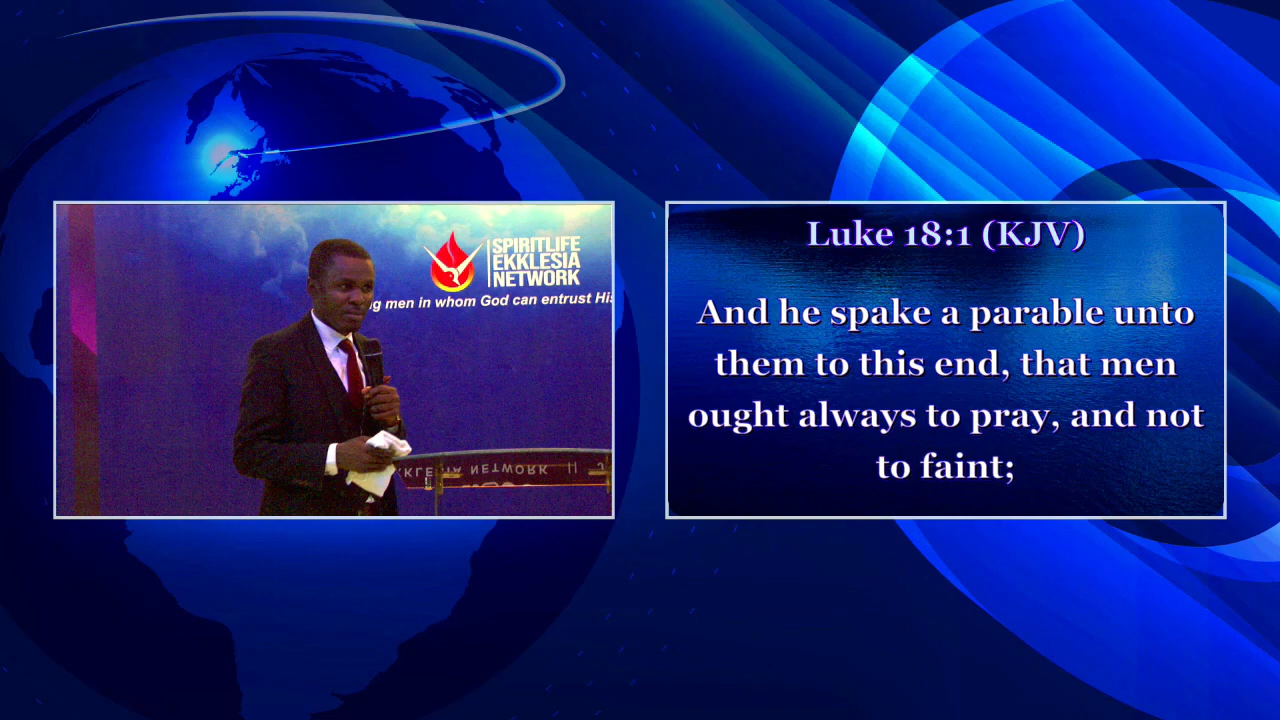 SPIRITLIFE
EKKLESIA
NETWORK
men in whom God can entrust
NETWORK
Luke 18:1 (KJV)
And he spake a parable unto
them to this end, that men
ought always to pray, and not
to faint;